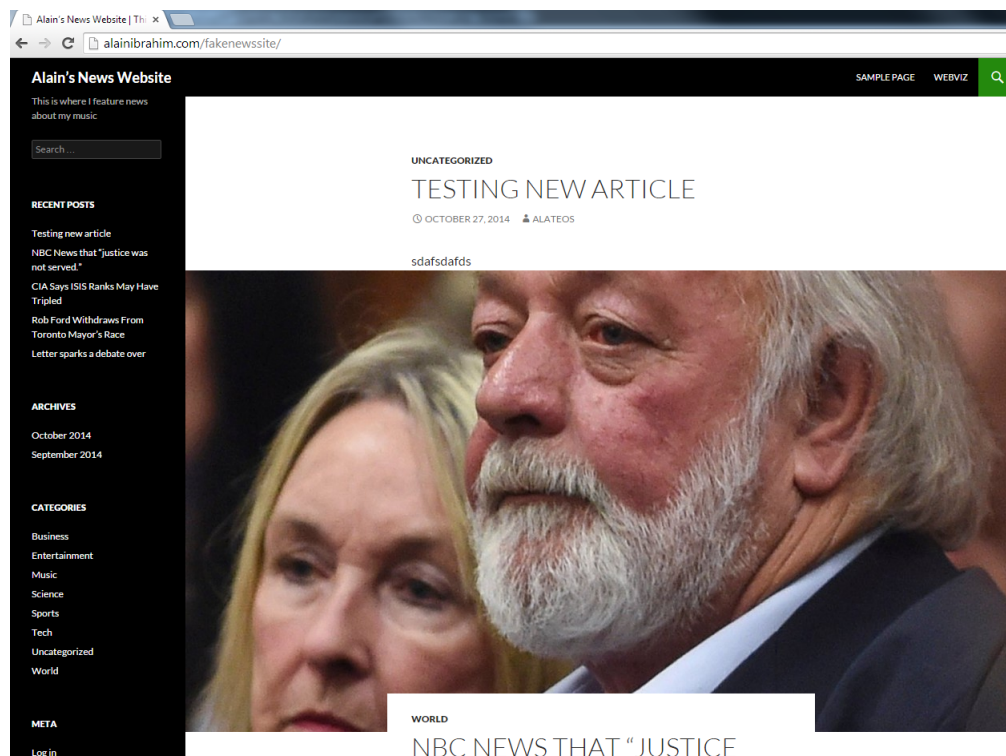 Alain's News Website | Thi
alainibrahim.com/fakenewssite/
Alain's News Website
SAMPLE PAGE
WEBVIZ
This is where I feature news
about my music
Search …
RECENT POSTS
Testing new article
NBC News that "justice was
not served."
CIA Says ISIS Ranks May Have
Tripled
Rob Ford Withdraws From
Toronto Mayor's Race
Letter sparks a debate over
ARCHIVES
October 2014
September 2014
CATEGORIES
Business
Entertainment
Music
Science
Sports
Tech
Uncategorized
World
META
Log in
UNCATEGORIZED
TESTING NEW ARTICLE
OCTOBER 27, 2014 ALATEOS
sdafsdafds
WORLD
NBC NEWS THAT "JUSTICE